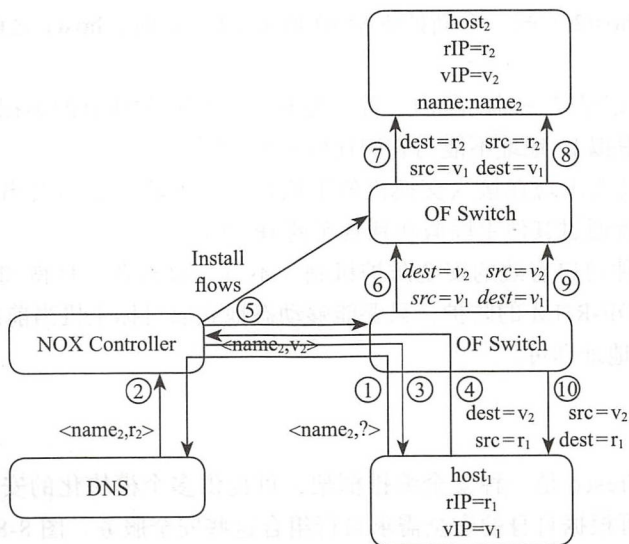 host₂
rIP=r₂
vIP=v₂
name:name₂
⑦ dest=r₂ src=r₂ ⑧
src=v₁ dest=v₁
OF Switch
Install
flows
⑥ dest=v₂ src=v₂ ⑨
src=v₁ dest=v₁
⑤
NOX Controller
<name₂,v₂>
OF Switch
② ① ③ ④ ⑩
<name₂,r₂>
<name₂,?>
dest=v₂ src=v₂
src=r₁ dest=r₁
DNS
host₁
rIP=r₁
vIP=v₁